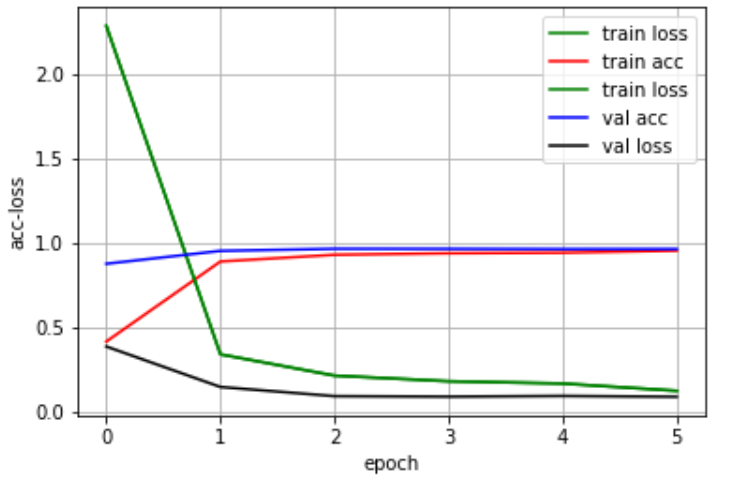 train loss
train acc
train loss
val acc
val loss
2.0
1.5
1.0
0.5
0.0
acc-loss
0 1 2 3 4 5
epoch